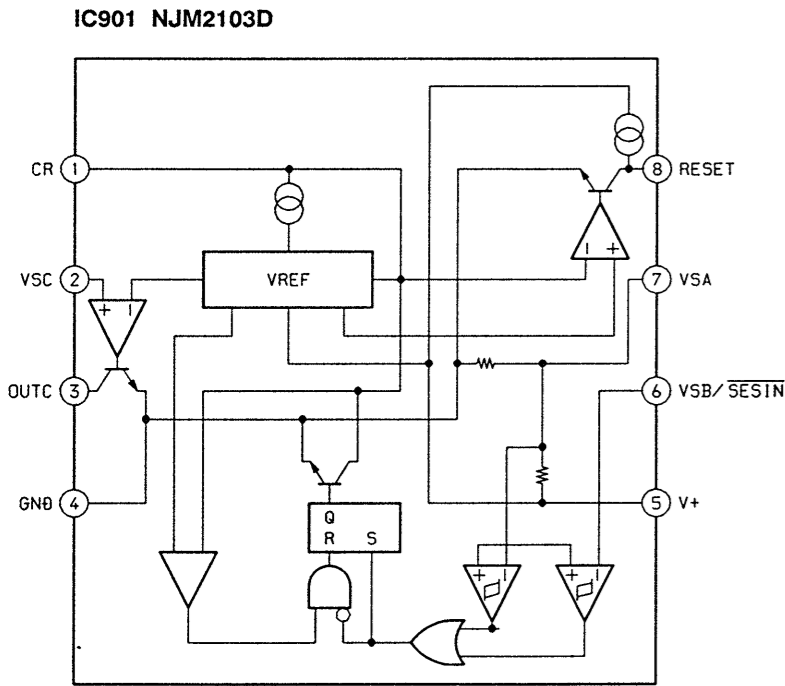 IC901 NJM2103D
CR 1
8 RESET
VSC 2
VREF
- +
7 VSA
+ -
OUTC 3
6 VSB/SESIN
GND 4
Q
5 V+
R S
+ - + -